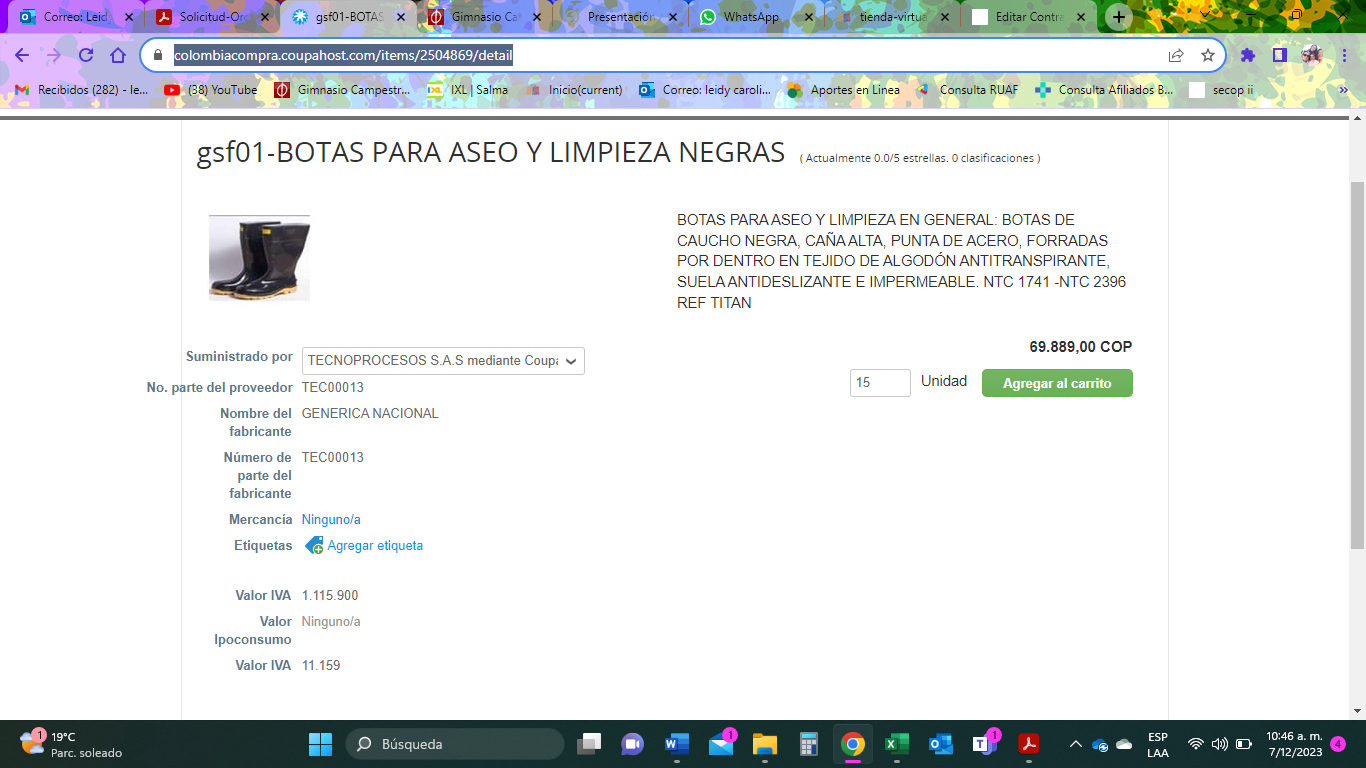 Correo: Leid
Solicitud-Ord
gsf01-BOTAS
Gimnasio Ca
Presentación
WhatsApp
tienda-virtua
Editar Contra
colombiacompra.coupahost.com/items/2504869/detail
Recibidos (282) - le...
(38) YouTube
Gimnasio Campestr...
IXL | Salma
Inicio(current)
Correo: leidy caroli...
Aportes en Linea
Consulta RUAF
Consulta Afiliados B...
secop ii
»
gsf01-BOTAS PARA ASEO Y LIMPIEZA NEGRAS ( Actualmente 0.0/5 estrellas. 0 clasificaciones )
BOTAS PARA ASEO Y LIMPIEZA EN GENERAL: BOTAS DE
CAUCHO NEGRA, CAÑA ALTA, PUNTA DE ACERO, FORRADAS
POR DENTRO EN TEJIDO DE ALGODÓN ANTITRANSPIRANTE,
SUELA ANTIDESLIZANTE E IMPERMEABLE. NTC 1741 -NTC 2396
REF TITAN
69.889,00 COP
15 Unidad Agregar al carrito
Suministrado por TECNOPROCESOS S.A.S mediante Coupa
No. parte del proveedor TEC00013
Nombre del GENERICA NACIONAL
fabricante
Número de TEC00013
parte del
fabricante
Mercancía Ninguno/a
Etiquetas Agregar etiqueta
Valor IVA 1.115.900
Valor Ninguno/a
Ipoconsumo
Valor IVA 11.159
1
19°C
Parc. soleado
Búsqueda
1
1
ESP
LAA
10:46 a. m.
7/12/2023
4